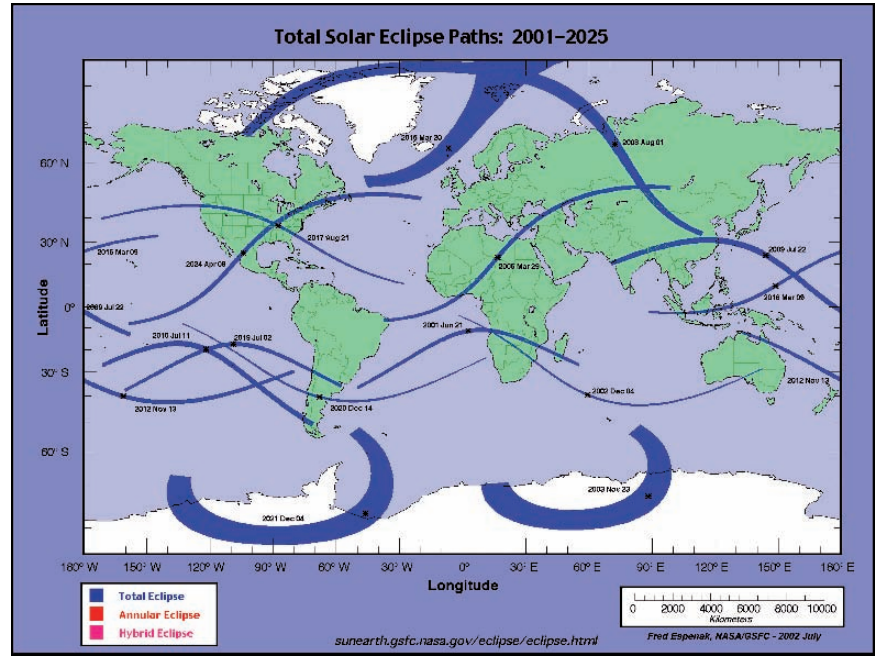 Total Solar Eclipse Paths: 2001–2025
2015 Mar 20
2008 Aug 01
60° N
2017 Aug 21
2016 Mar 09
30° N
2024 Apr 08
2006 Mar 29
2009 Jul 22
2016 Mar 09
Latitude
0°
2009 Jul 22
2010 Jul 11
2019 Jul 02
2001 Jun 21
30° S
2012 Nov 13
2020 Dec 14
2002 Dec 04
2012 Nov 13
60° S
2021 Dec 04
2003 Nov 23
180° W 150° W 120° W 90° W 60° W 30° W 0° E 30° E 60° E 90° E 120° E 150° E 180° E
Longitude
Total Eclipse
Annular Eclipse
Hybrid Eclipse
0 2000 4000 6000 8000 10000
Kilometers
sunearth.gsfc.nasa.gov/eclipse/eclipse.html
Fred Espenak, NASA/GSFC - 2002 July